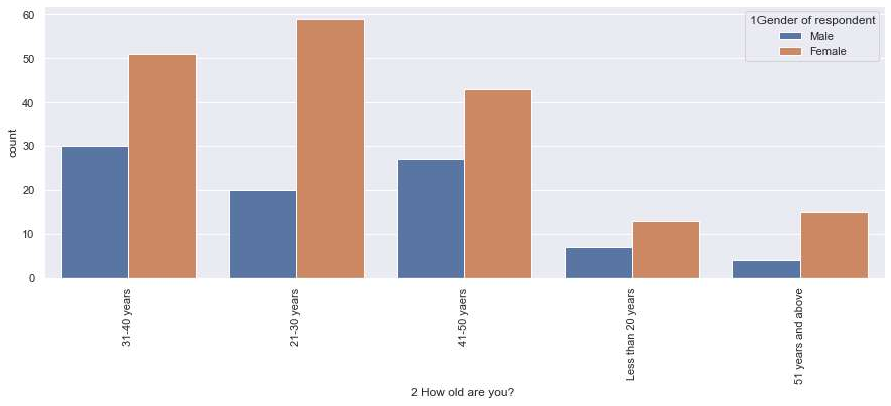 1Gender of respondent
Male
Female
count
60
50
40
30
20
10
0
31-40 years
21-30 years
41-50 yaers
Less than 20 years
51 years and above
2 How old are you?